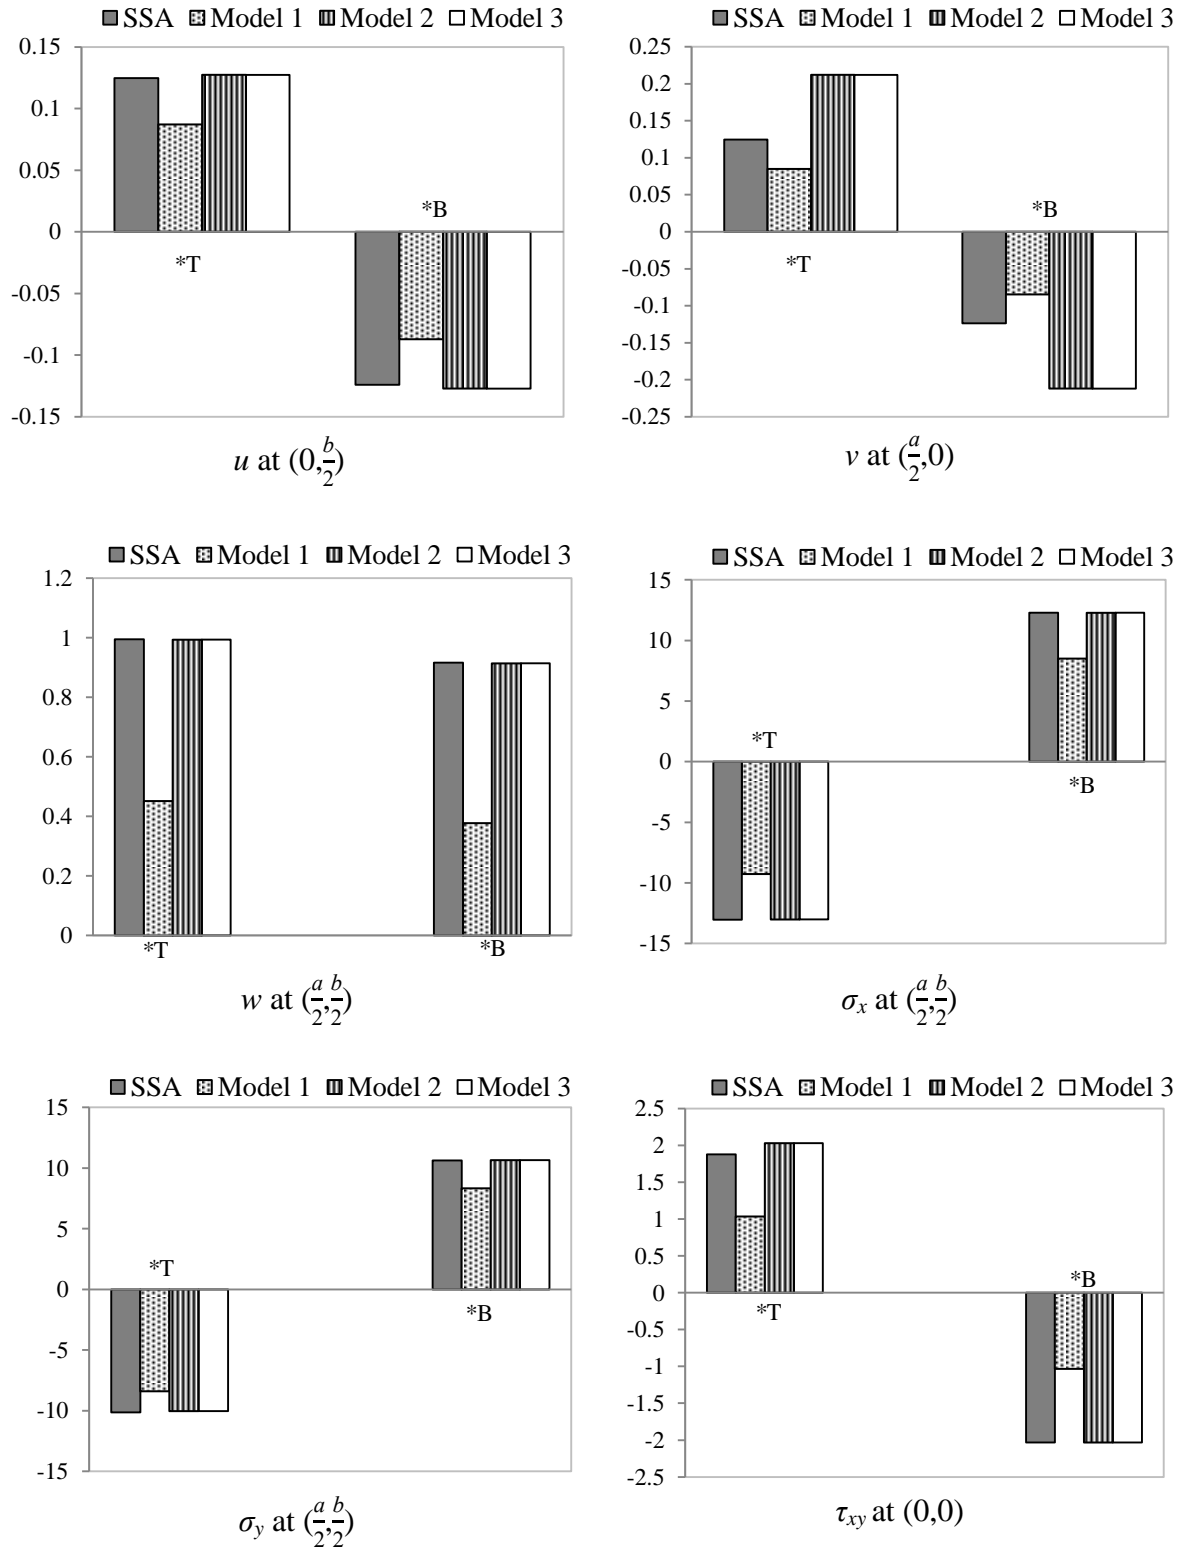 SSA Model 1 Model 2 Model 3
0.15
0.1
0.05
0
-0.05
-0.1
-0.15
*T
*B
u at (0,b/2)
SSA Model 1 Model 2 Model 3
0.25
0.2
0.15
0.1
0.05
0
-0.05
-0.1
-0.15
-0.2
-0.25
*T
*B
v at (a/2,0)
SSA Model 1 Model 2 Model 3
1.2
1
0.8
0.6
0.4
0.2
0
*T
*B
w at (a/2,b/2)
SSA Model 1 Model 2 Model 3
15
10
5
0
-5
-10
-15
*T
*B
σx at (a/2,b/2)
SSA Model 1 Model 2 Model 3
15
10
5
0
-5
-10
-15
*T
*B
σy at (a/2,b/2)
SSA Model 1 Model 2 Model 3
2.5
2
1.5
1
0.5
0
-0.5
-1
-1.5
-2
-2.5
*T
*B
τxy at (0,0)